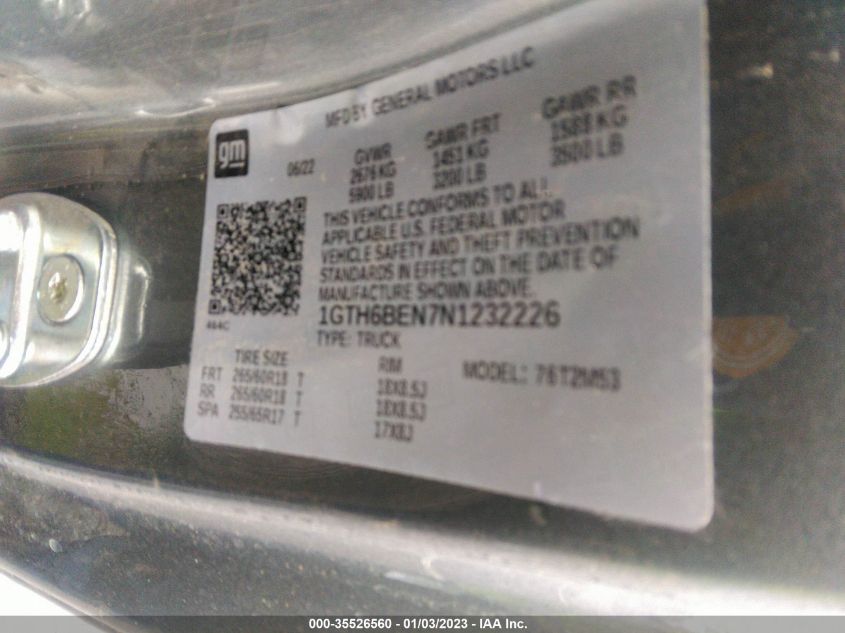 MFD BY GENERAL MOTORS LLC
gm
06/22
GVWR GAWR FRT GAWR RR
2676 KG 1451 KG 1588 KG
5900 LB 3200 LB 3500 LB
THIS VEHICLE CONFORMS TO ALL
APPLICABLE U.S. FEDERAL MOTOR
VEHICLE SAFETY AND THEFT PREVENTION
STANDARDS IN EFFECT ON THE DATE OF
MANUFACTURE SHOWN ABOVE.
1GTH6BEN7N1232226
TYPE: TRUCK
TIRE SIZE RIM MODEL: 76T2M53
FRT 265/60R18 T 18X8.5J
RR 265/60R18 T 18X8.5J
SPA 255/65R17 T 17X8J
000-35526560 - 01/03/2023 - IAA Inc.